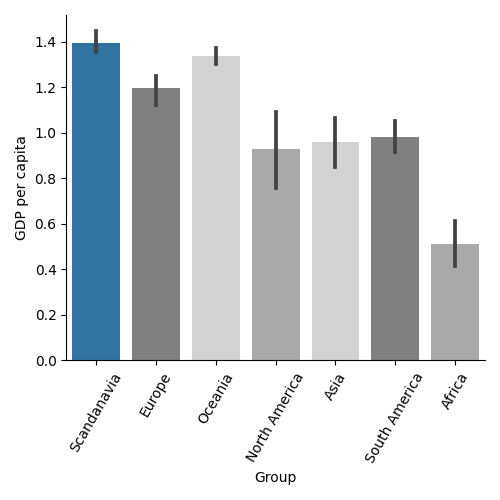 1.4
1.2
1.0
0.8
0.6
0.4
0.2
0.0
GDP per capita
Scandanavia
Europe
Oceania
North America
Asia
South America
Africa
Group